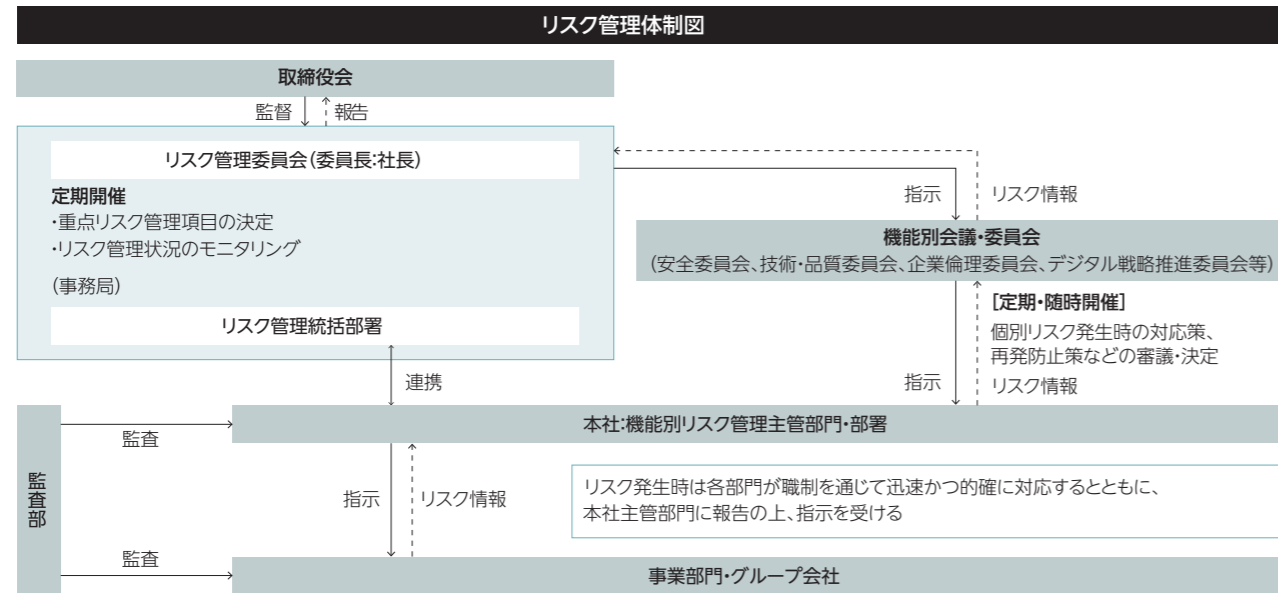 リスク管理体制図
取締役会
監督
報告
リスク管理委員会(委員長:社長)
定期開催
・重点リスク管理項目の決定
・リスク管理状況のモニタリング
(事務局)
リスク管理統括部署
指示
リスク情報
機能別会議・委員会
(安全委員会、技術・品質委員会、企業倫理委員会、デジタル戦略推進委員会等)
[定期・随時開催]
個別リスク発生時の対応策、
再発防止策などの審議・決定
連携
指示
リスク情報
監査部
監査
本社:機能別リスク管理主管部門・部署
指示
リスク情報
リスク発生時は各部門が職制を通じて迅速かつ的確に対応するとともに、
本社主管部門に報告の上、指示を受ける
監査
事業部門・グループ会社